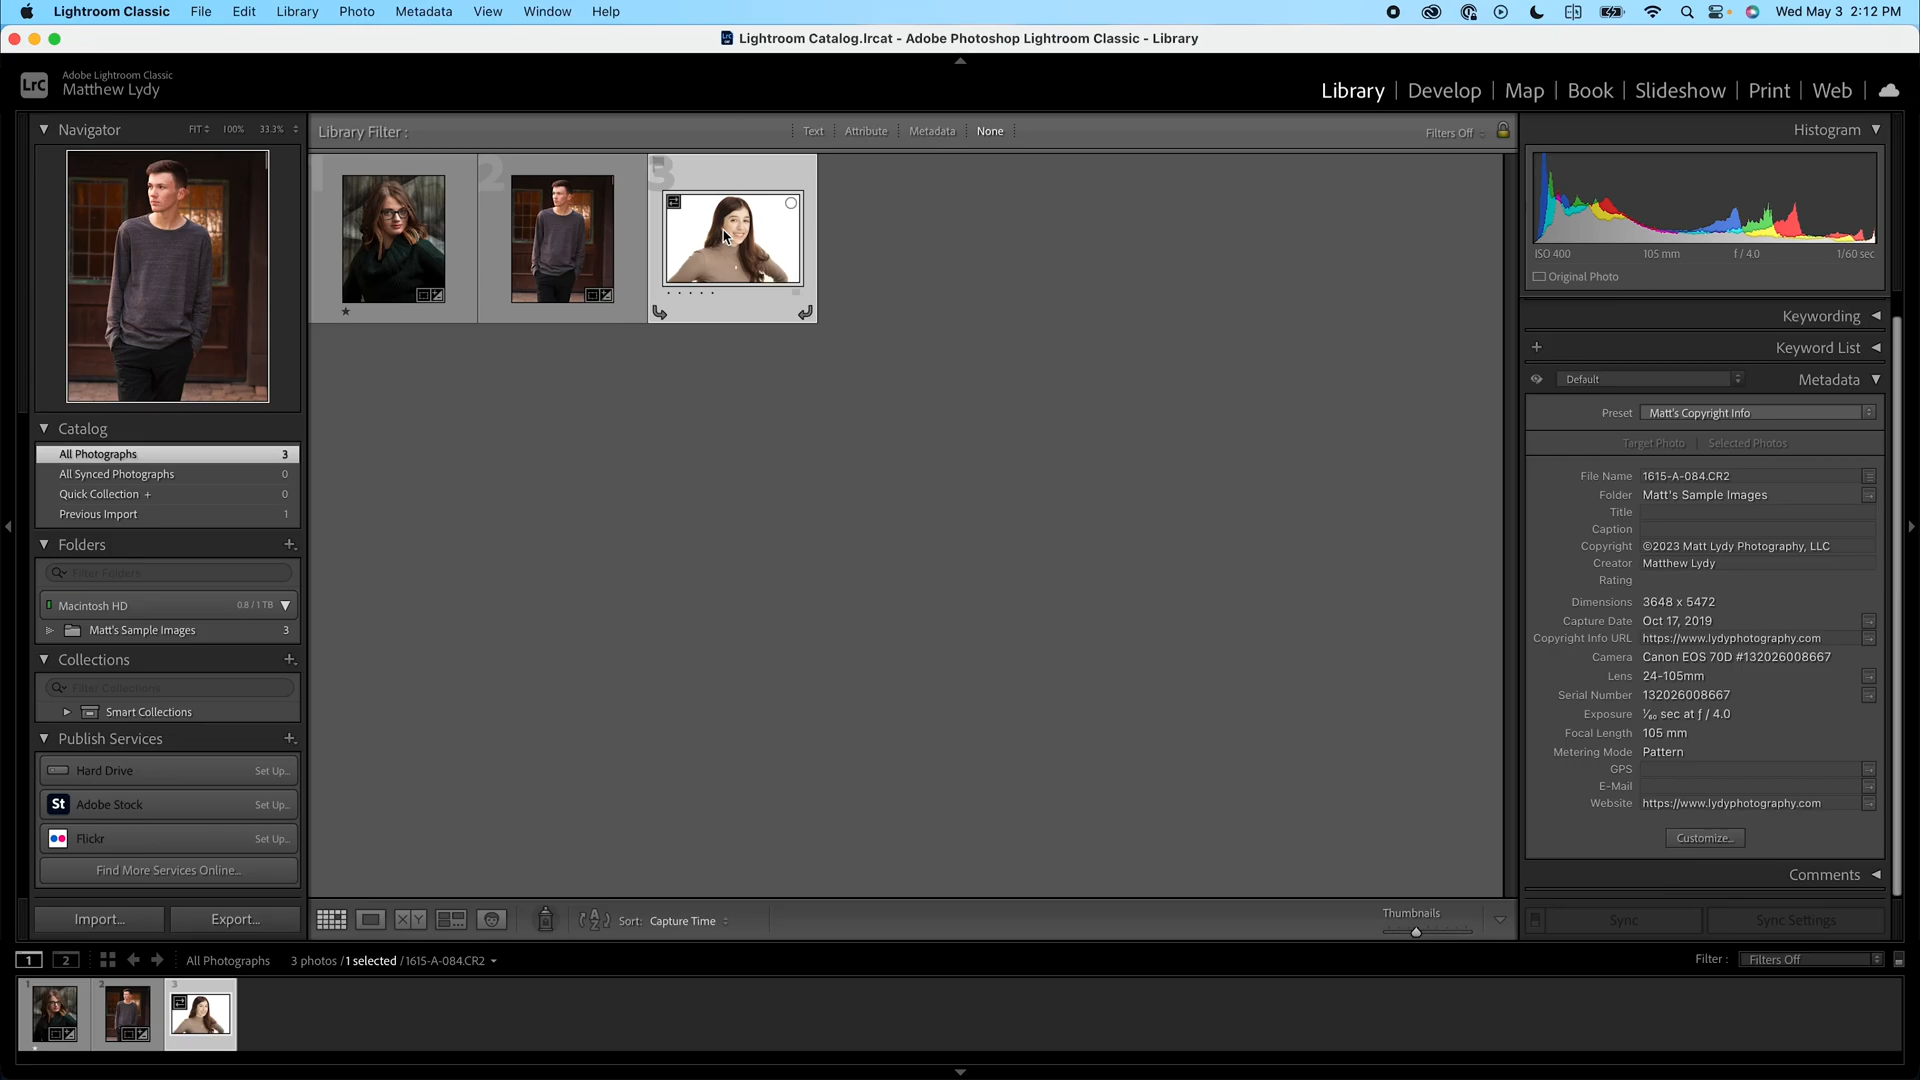 Lightroom Classic File Edit Library Photo Metadata View Window Help Wed May 3 2:12 PM
Lightroom Catalog.lrcat - Adobe Photoshop Lightroom Classic - Library
LrC
Adobe Lightroom Classic
Matthew Lydy
Library | Develop | Map | Book | Slideshow | Print | Web
Navigator FIT 100% 33.3%
Catalog
All Photographs 3
All Synced Photographs 0
Quick Collection + 0
Previous Import 1
Folders
Filter Folders
Macintosh HD 0.8 / 1 TB
Matt's Sample Images 3
Collections
Filter Collections
Smart Collections
Publish Services
Hard Drive Set Up...
St Adobe Stock Set Up...
Flickr Set Up...
Find More Services Online...
Import... Export...
Library Filter : Text Attribute Metadata None Filters Off
1 2 3
Sort: Capture Time
Thumbnails
Histogram
ISO 400 105 mm f / 4.0 1/60 sec
Original Photo
Keywording
Keyword List
Default Metadata
Preset Matt's Copyright Info
Target Photo Selected Photos
File Name 1615-A-084.CR2
Folder Matt's Sample Images
Title
Caption
Copyright ©2023 Matt Lydy Photography, LLC
Creator Matthew Lydy
Rating
Dimensions 3648 x 5472
Capture Date Oct 17, 2019
Copyright Info URL https://www.lydyphotography.com
Camera Canon EOS 70D #132026008667
Lens 24-105mm
Serial Number 132026008667
Exposure 1/60 sec at ƒ / 4.0
Focal Length 105 mm
Metering Mode Pattern
GPS
E-Mail
Website https://www.lydyphotography.com
Customize...
Comments
Sync Sync Settings
1 2 All Photographs 3 photos / 1 selected / 1615-A-084.CR2 Filter : Filters Off
1 2 3